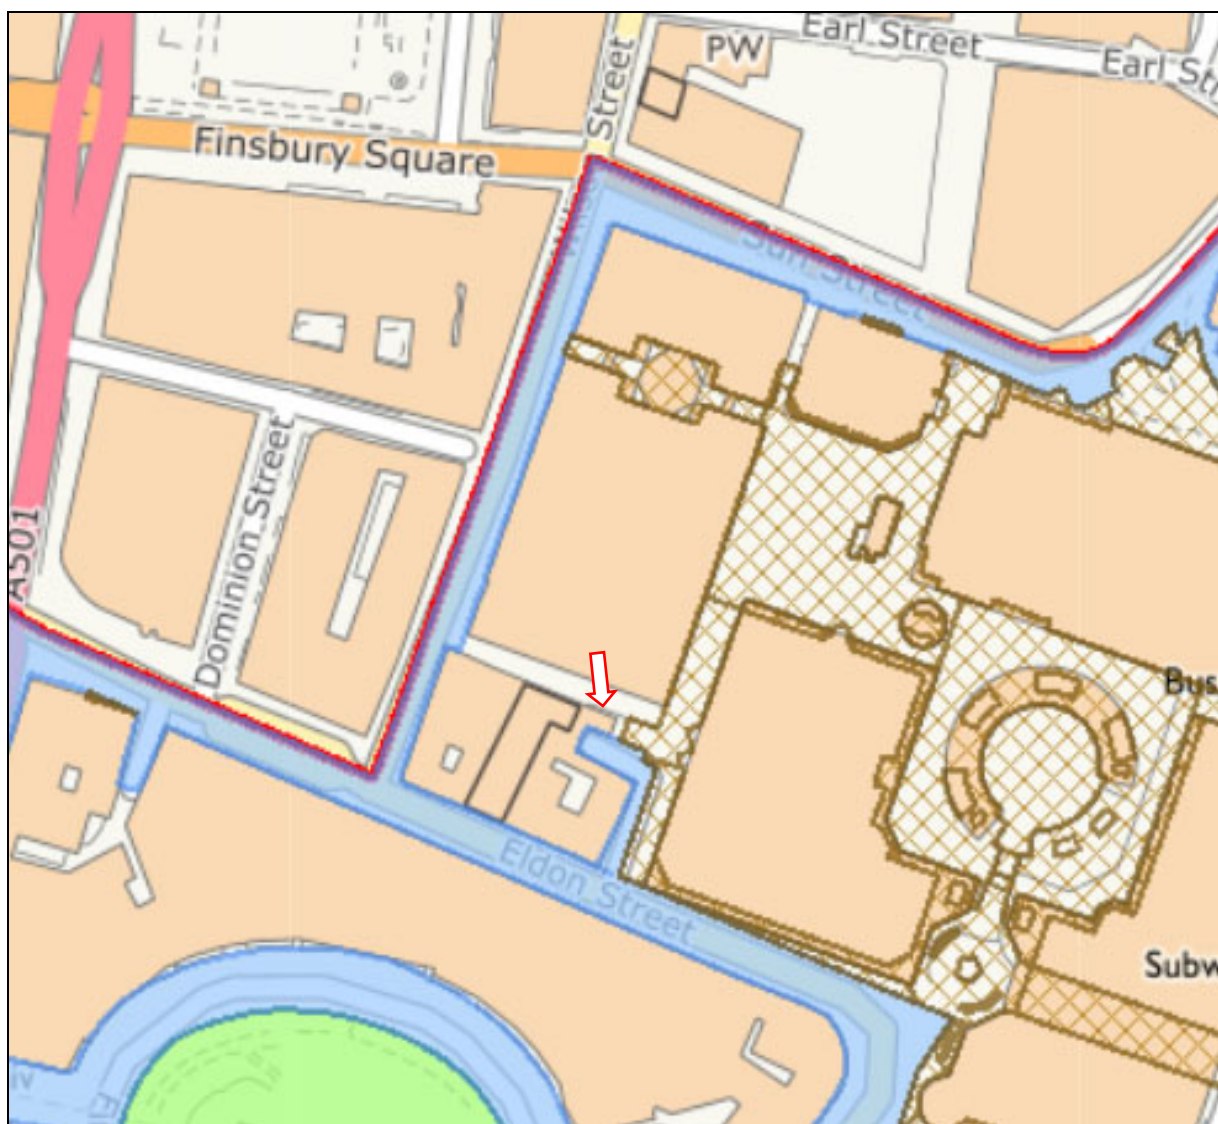 Earl Street
PW
Earl St
Street
Finsbury Square
Sun Street
A501
Dominion Street
Bus
Eldon Street
Subw